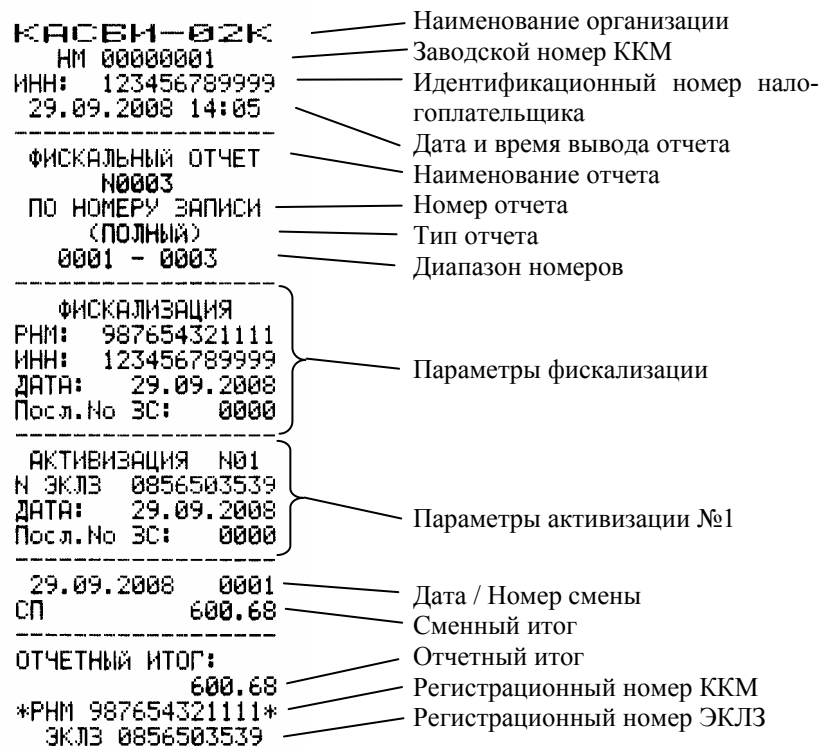 КАСБИ-02К
НМ 00000001
ИНН: 123456789999
29.09.2008 14:05
ФИСКАЛЬНЫЙ ОТЧЕТ
N0003
ПО НОМЕРУ ЗАПИСИ
(ПОЛНЫЙ)
0001 - 0003
ФИСКАЛИЗАЦИЯ
РНМ: 987654321111
ИНН: 123456789999
ДАТА: 29.09.2008
Посл.No ЗС: 0000
АКТИВИЗАЦИЯ N01
N ЭКЛЗ 0856503539
ДАТА: 29.09.2008
Посл.No ЗС: 0000
29.09.2008 0001
СП 600.68
ОТЧЕТНЫЙ ИТОГ:
600.68
*РНМ 987654321111*
ЭКЛЗ 0856503539
Наименование организации
Заводской номер ККМ
Идентификационный номер нало-
гоплательщика
Дата и время вывода отчета
Наименование отчета
Номер отчета
Тип отчета
Диапазон номеров
Параметры фискализации
Параметры активизации №1
Дата / Номер смены
Сменный итог
Отчетный итог
Регистрационный номер ККМ
Регистрационный номер ЭКЛЗ